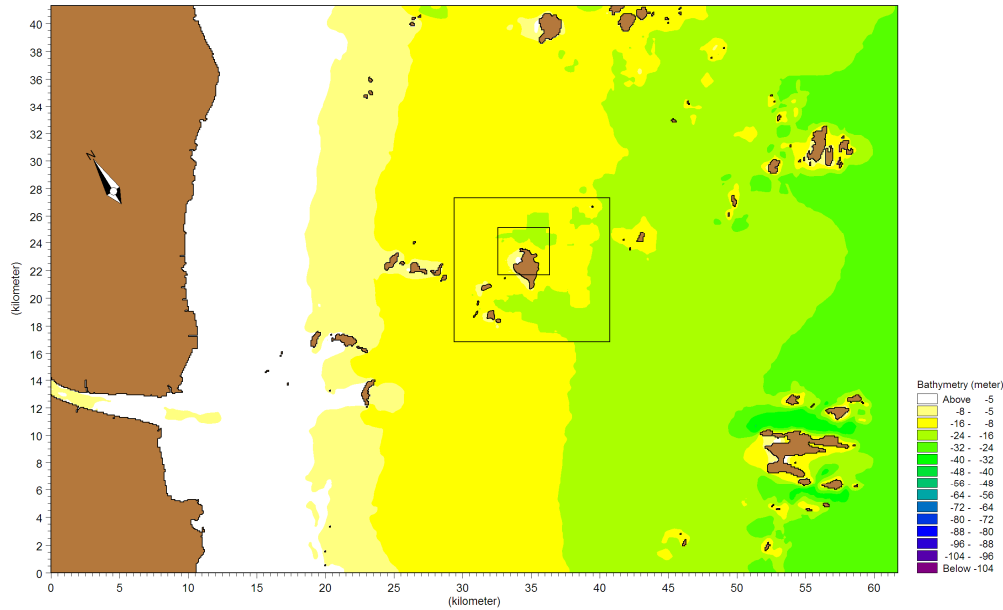 40
38
36
34
32
30
28
26
24
22
20
18
16
14
12
10
8
6
4
2
0
(kilometer)
N
0 5 10 15 20 25 30 35 40 45 50 55 60
(kilometer)
Bathymetry (meter)
Above -5
-8 - -5
-16 - -8
-24 - -16
-32 - -24
-40 - -32
-48 - -40
-56 - -48
-64 - -56
-72 - -64
-80 - -72
-88 - -80
-96 - -88
-104 - -96
Below -104